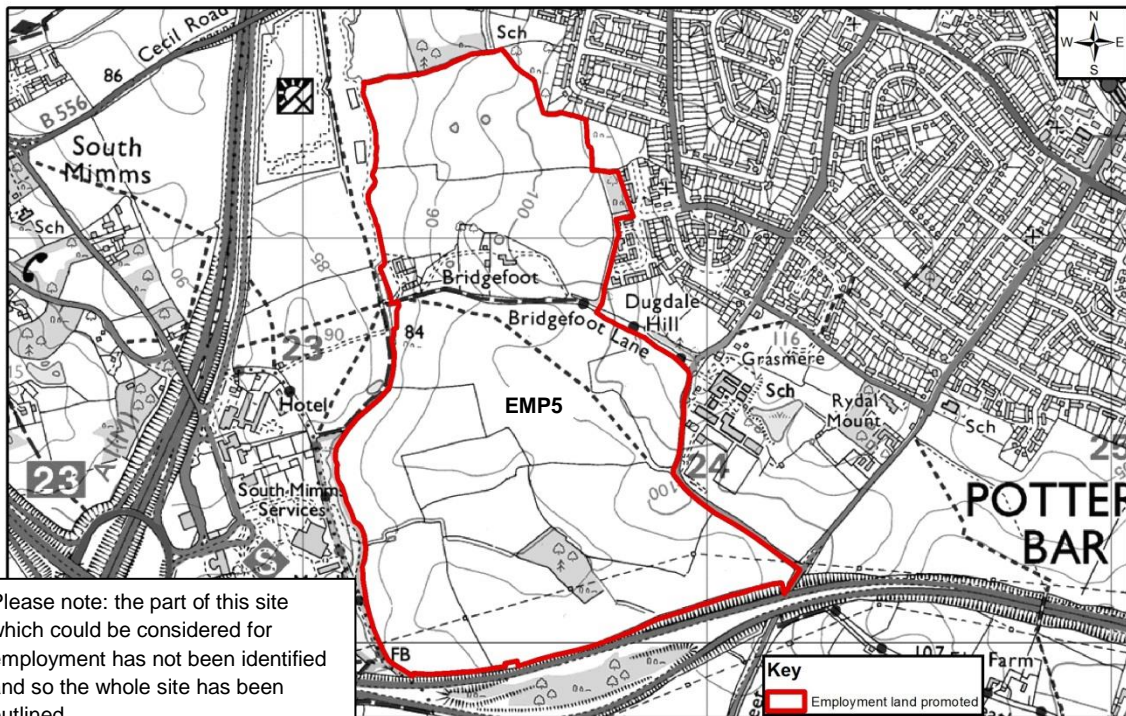 N
W E
S
Sch
Cecil Road
86
B 556
South
Mimms
Sch
90
90
100
98
Bridgefoot
Bridgefoot Lane
Dugdale
Hill
84
23
90
116
Grasmere
Sch
Rydal
Mount
Sch
Hotel
EMP5
24
25
100
A1(M)
23
South Mimms
Services
S
POTTER
BAR
FB
107
Farm
Please note: the part of this site
which could be considered for
employment has not been identified
and so the whole site has been
outlined
Key
Employment land promoted